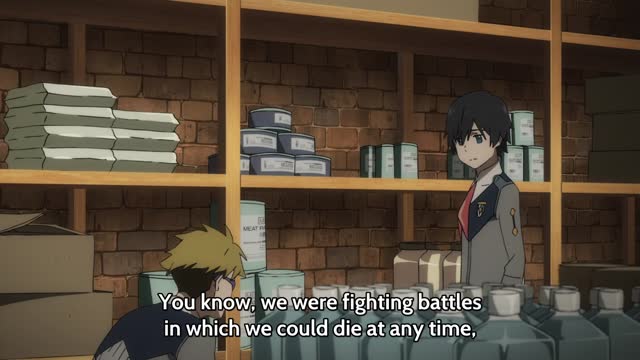 MEAT
You know, we were fighting battles
in which we could die at any time,